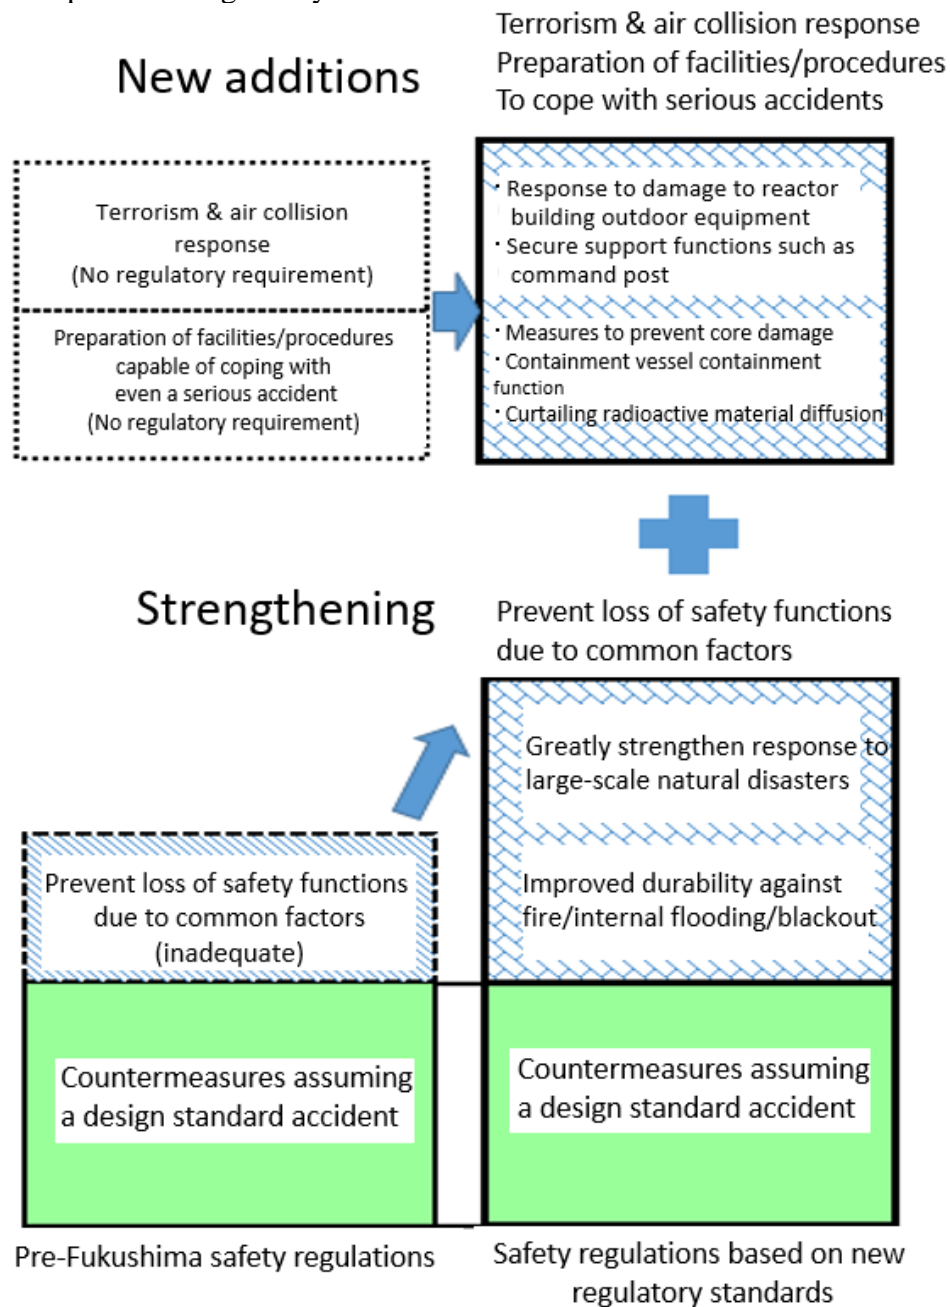 Terrorism & air collision response
Preparation of facilities/procedures
To cope with serious accidents
New additions
Terrorism & air collision
response
(No regulatory requirement)
Preparation of facilities/procedures
capable of coping with
even a serious accident
(No regulatory requirement)
· Response to damage to reactor
building outdoor equipment
· Secure support functions such as
command post
· Measures to prevent core damage
· Containment vessel containment
function
· Curtailing radioactive material diffusion
Strengthening
Prevent loss of safety functions
due to common factors
Greatly strengthen response to
large-scale natural disasters
Improved durability against
fire/internal flooding/blackout
Prevent loss of safety functions
due to common factors
(inadequate)
Countermeasures assuming
a design standard accident
Countermeasures assuming
a design standard accident
Pre-Fukushima safety regulations
Safety regulations based on new
regulatory standards